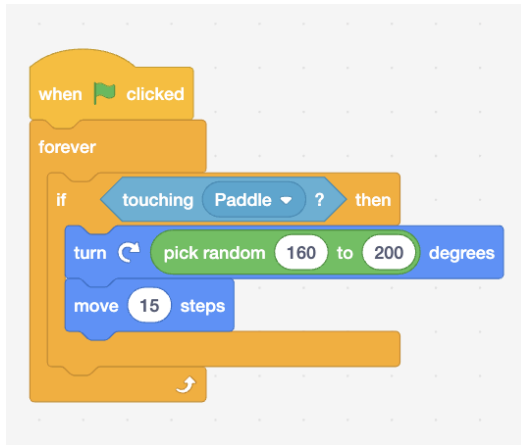 when clicked
forever
if touching Paddle ? then
turn pick random 160 to 200 degrees
move 15 steps